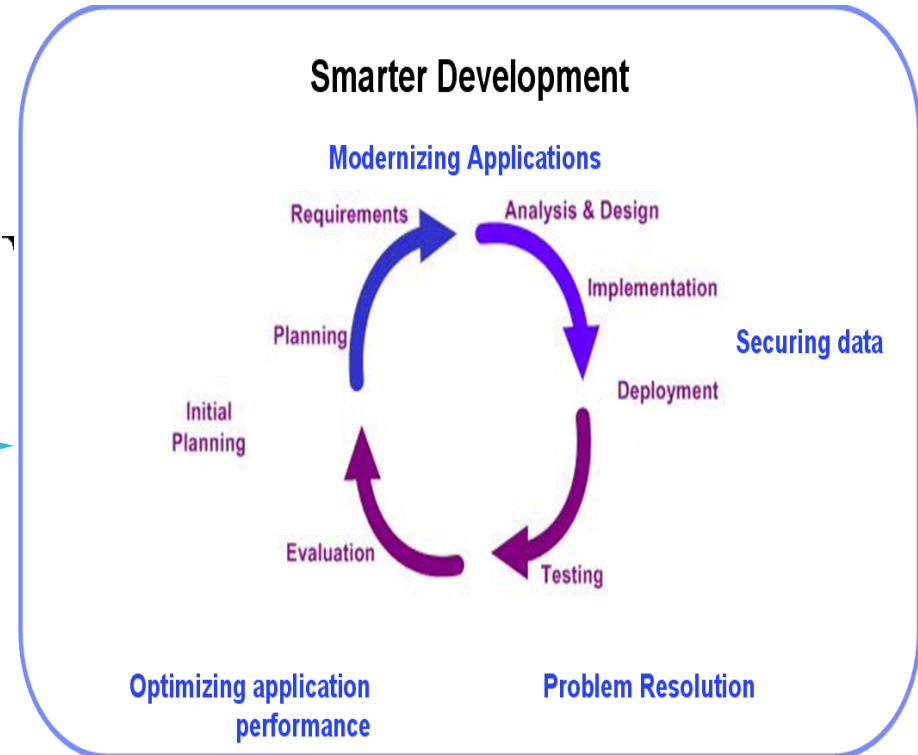 Smarter Development
Modernizing Applications
Requirements
Analysis & Design
Implementation
Planning
Securing data
Deployment
Initial
Planning
Evaluation
Testing
Optimizing application
performance
Problem Resolution